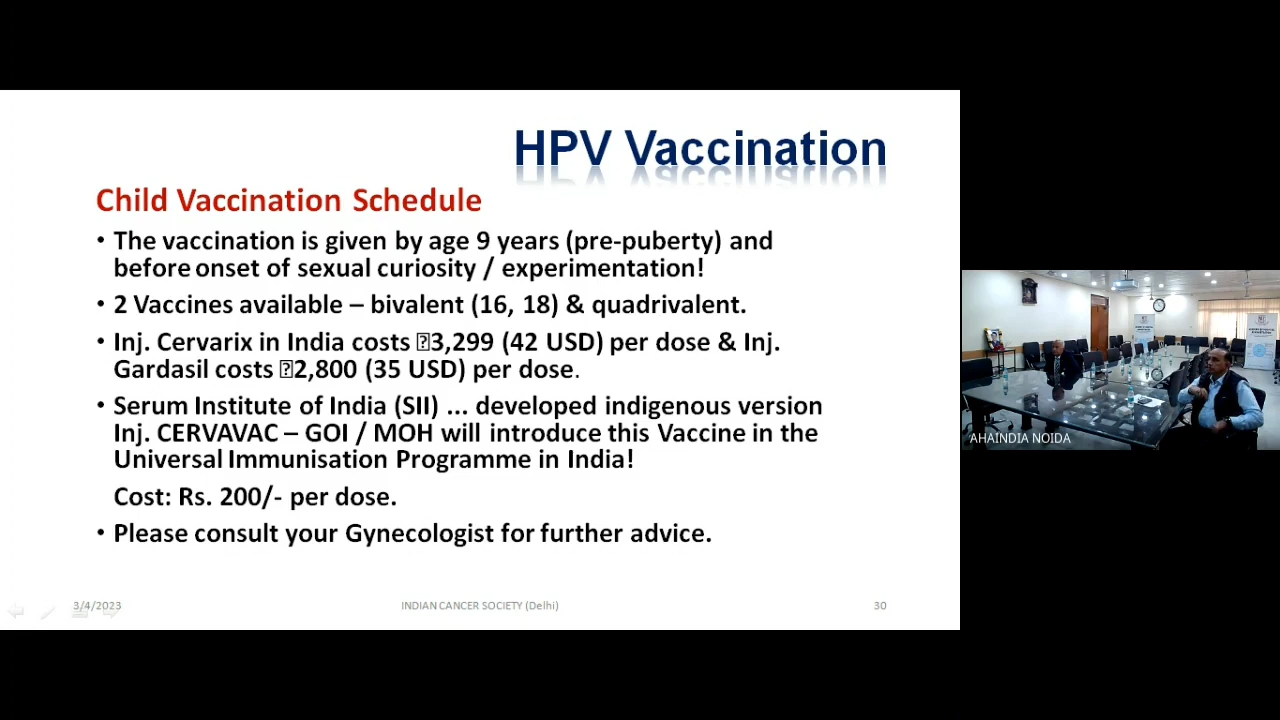 HPV Vaccination
Child Vaccination Schedule
• The vaccination is given by age 9 years (pre-puberty) and
before onset of sexual curiosity / experimentation!
• 2 Vaccines available – bivalent (16, 18) & quadrivalent.
• Inj. Cervarix in India costs 3,299 (42 USD) per dose & Inj.
Gardasil costs 2,800 (35 USD) per dose.
• Serum Institute of India (SII) ... developed indigenous version
Inj. CERVAVAC – GOI / MOH will introduce this Vaccine in the
Universal Immunisation Programme in India!
Cost: Rs. 200/- per dose.
• Please consult your Gynecologist for further advice.
3/4/2023
INDIAN CANCER SOCIETY (Delhi)
30
AHAINDIA NOIDA